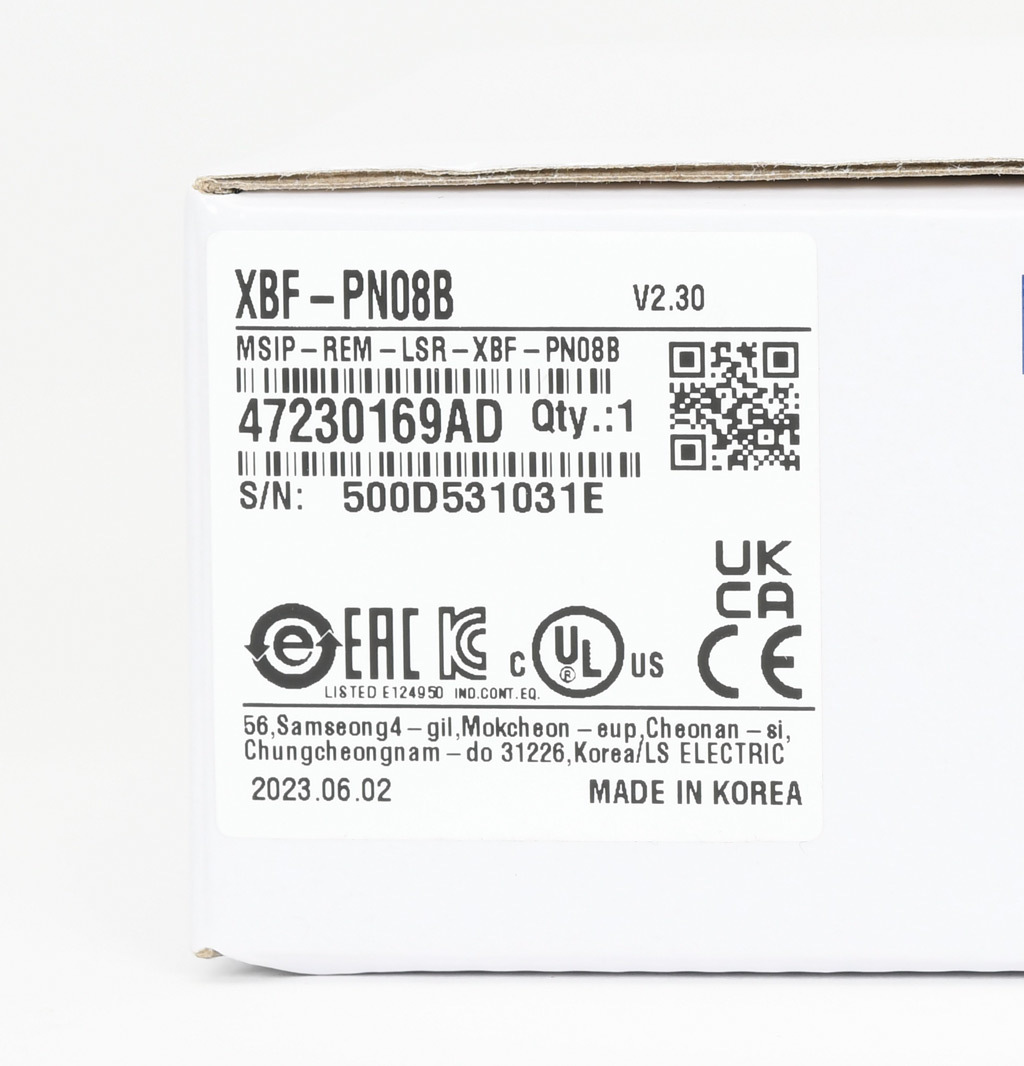 XBF-PN08B V2.30
MSIP-REM-LSR-XBF-PN08B
47230169AD Qty.:1
S/N: 500D531031E
UK
CA
e EAC KC C UL ® US CE
LISTED E124950 IND.CONT.EQ.
56,Samseong4-gil,Mokcheon-eup,Cheonan-si,
Chungcheongnam-do 31226,Korea/LS ELECTRIC
2023.06.02 MADE IN KOREA